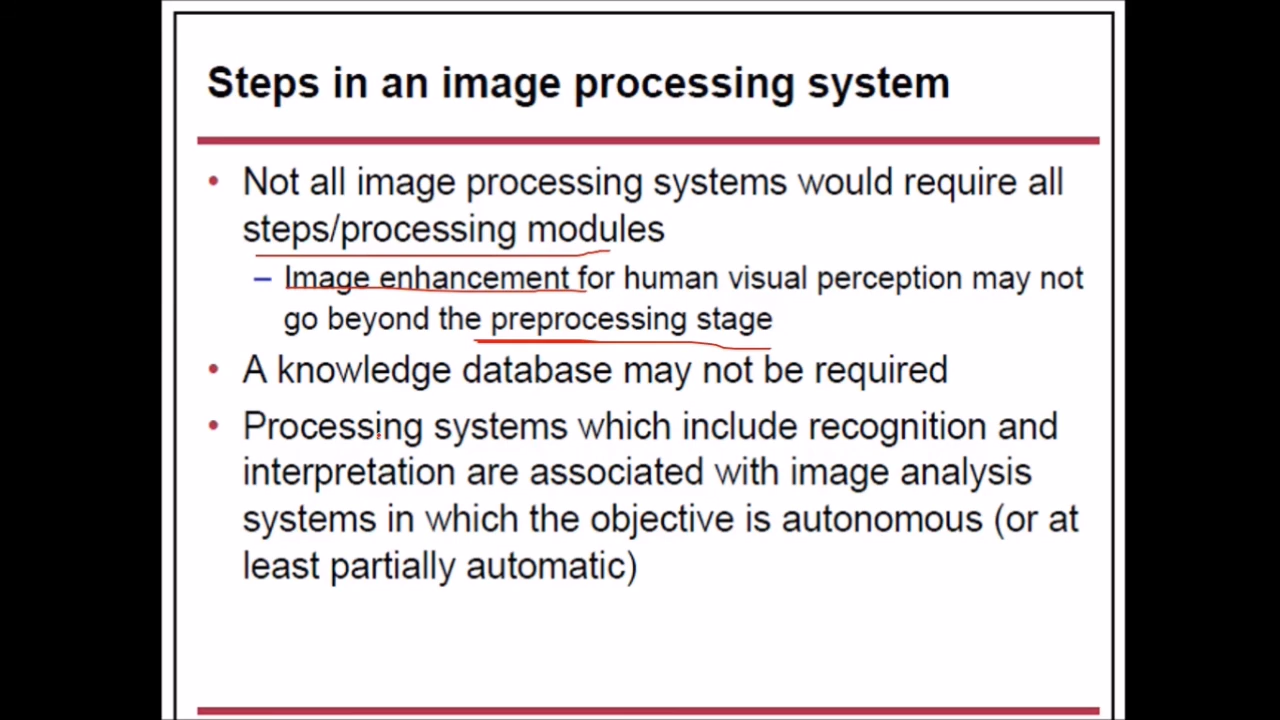 Steps in an image processing system
• Not all image processing systems would require all
steps/processing modules
– Image enhancement for human visual perception may not
go beyond the preprocessing stage
• A knowledge database may not be required
• Processing systems which include recognition and
interpretation are associated with image analysis
systems in which the objective is autonomous (or at
least partially automatic)